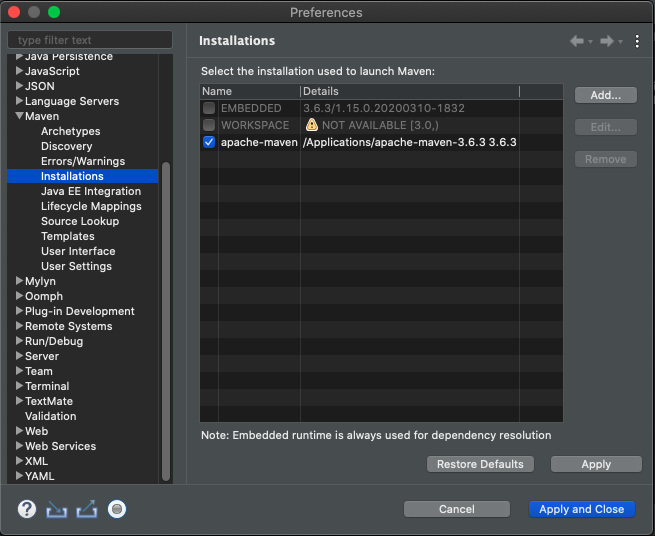 Preferences
type filter text
Installations
Java Persistence
JavaScript
JSON
Language Servers
Maven
Archetypes
Discovery
Errors/Warnings
Installations
Java EE Integration
Lifecycle Mappings
Source Lookup
Templates
User Interface
User Settings
Mylyn
Oomph
Plug-in Development
Remote Systems
Run/Debug
Server
Team
Terminal
TextMate
Validation
Web
Web Services
XML
YAML
Select the installation used to launch Maven:
Name Details
EMBEDDED 3.6.3/1.15.0.20200310-1832
WORKSPACE NOT AVAILABLE [3.0,)
apache-maven /Applications/apache-maven-3.6.3 3.6.3
Add...
Edit...
Remove
Note: Embedded runtime is always used for dependency resolution
Restore Defaults Apply
? Cancel Apply and Close